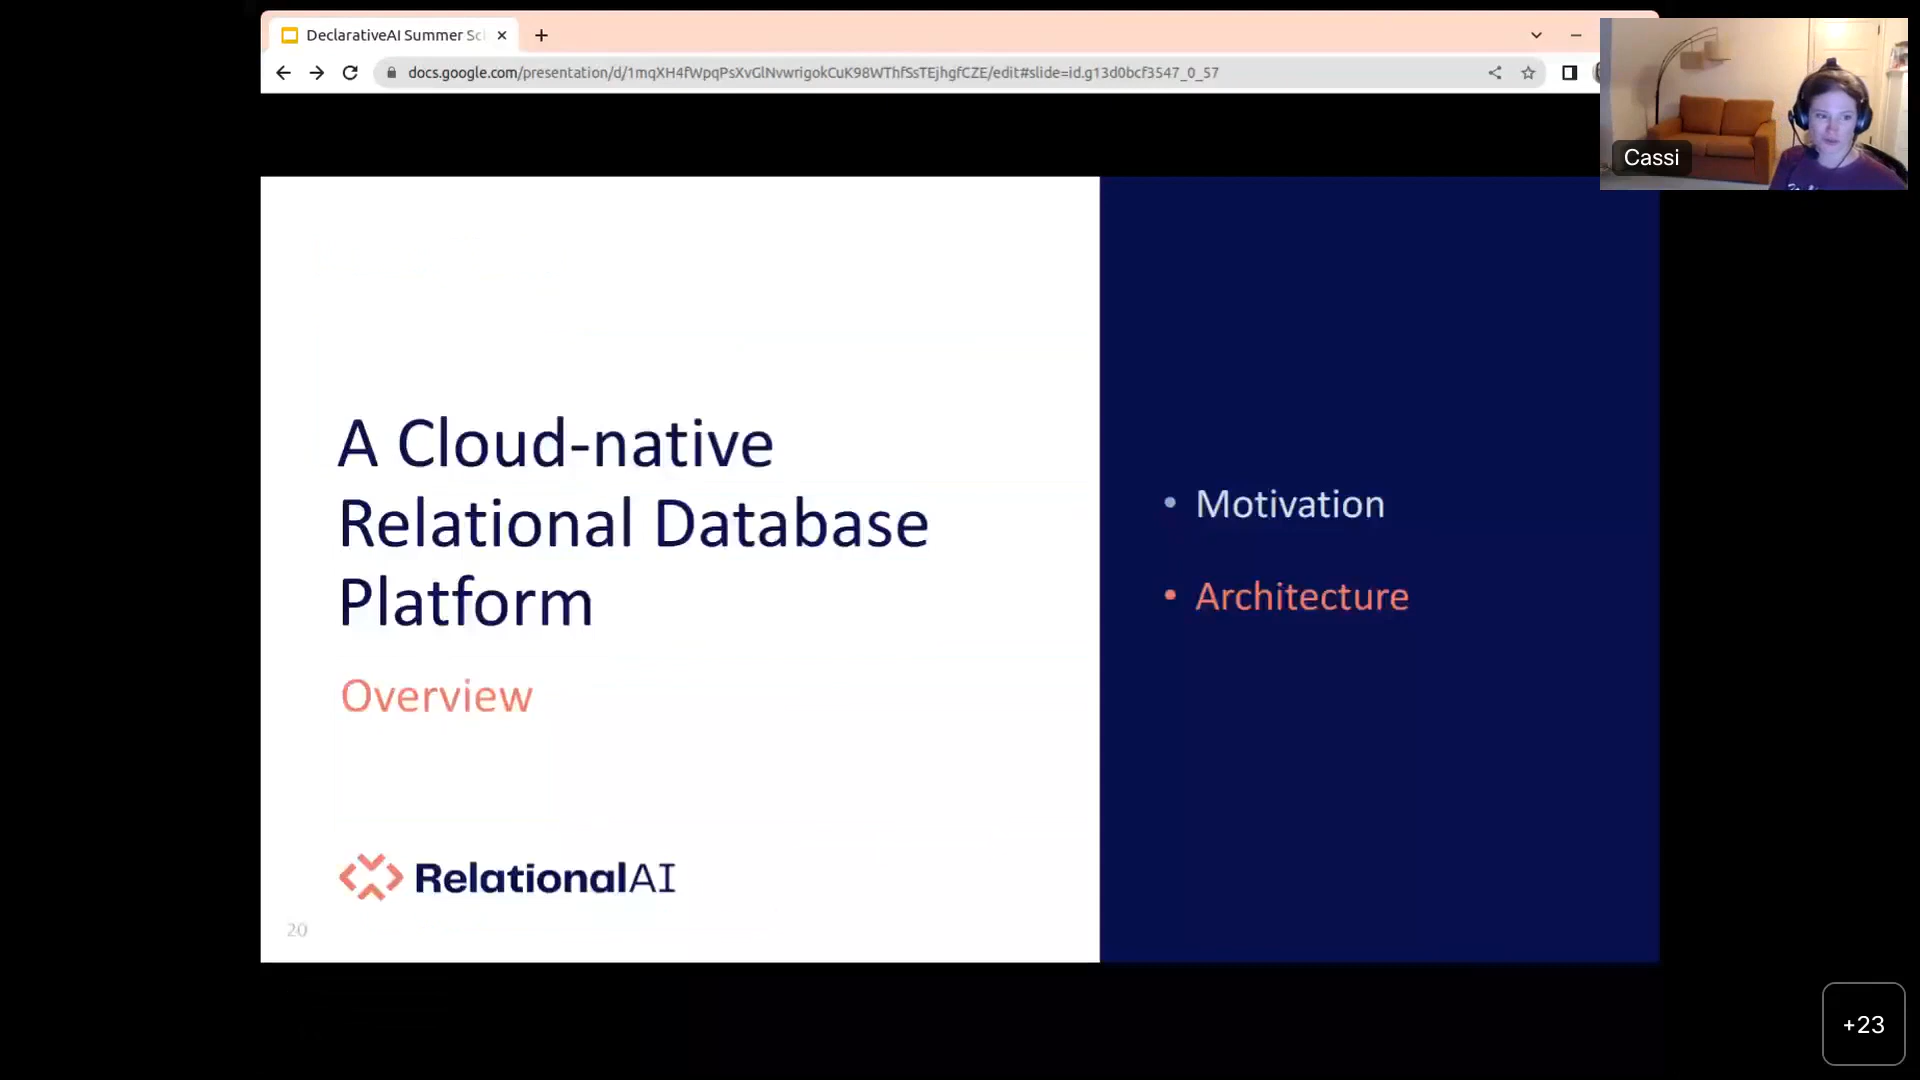 DeclarativeAI Summer Sc
docs.google.com/presentation/d/1mqXH4fWpqPsXvGlNvwrigokCuK98WThfSsTEjhgfCZE/edit#slide=id.g13d0bcf3547_0_57
Cassi
A Cloud-native
Relational Database
Platform
Overview
• Motivation
• Architecture
RelationalAI
20
+23